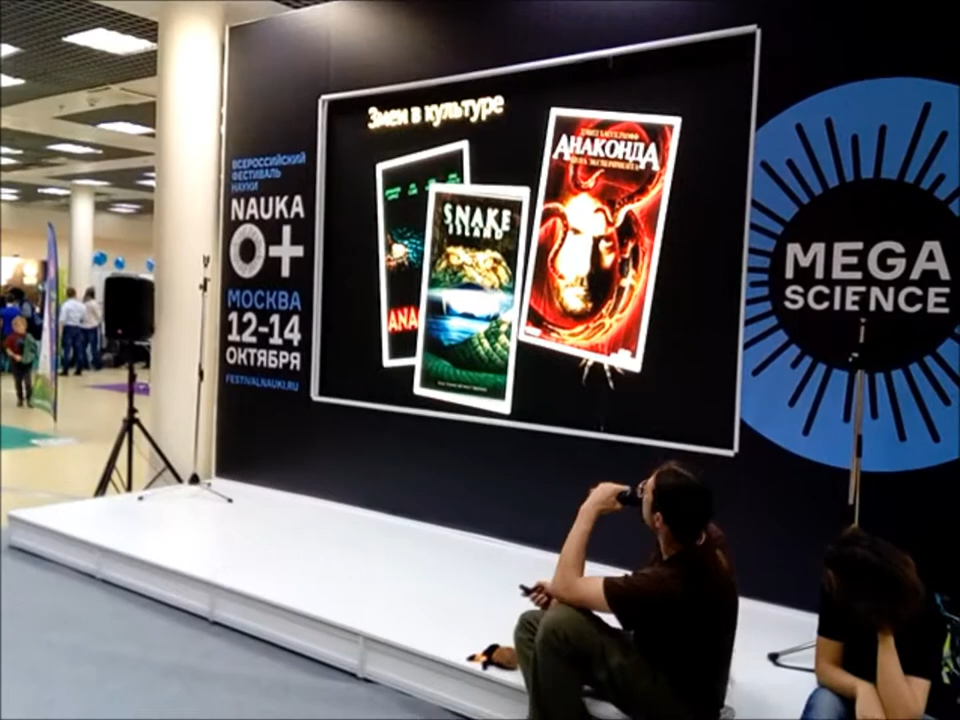 Змеи в культуре
ВСЕРОССИЙСКИЙ
ФЕСТИВАЛЬ
НАУКИ
NAUKA
0+
МОСКВА
12-14
ОКТЯБРЯ
FESTIVALNAUKI.RU
ANA
SNAKE
ISLAND
АНАКОНДА
MEGA
SCIENCE